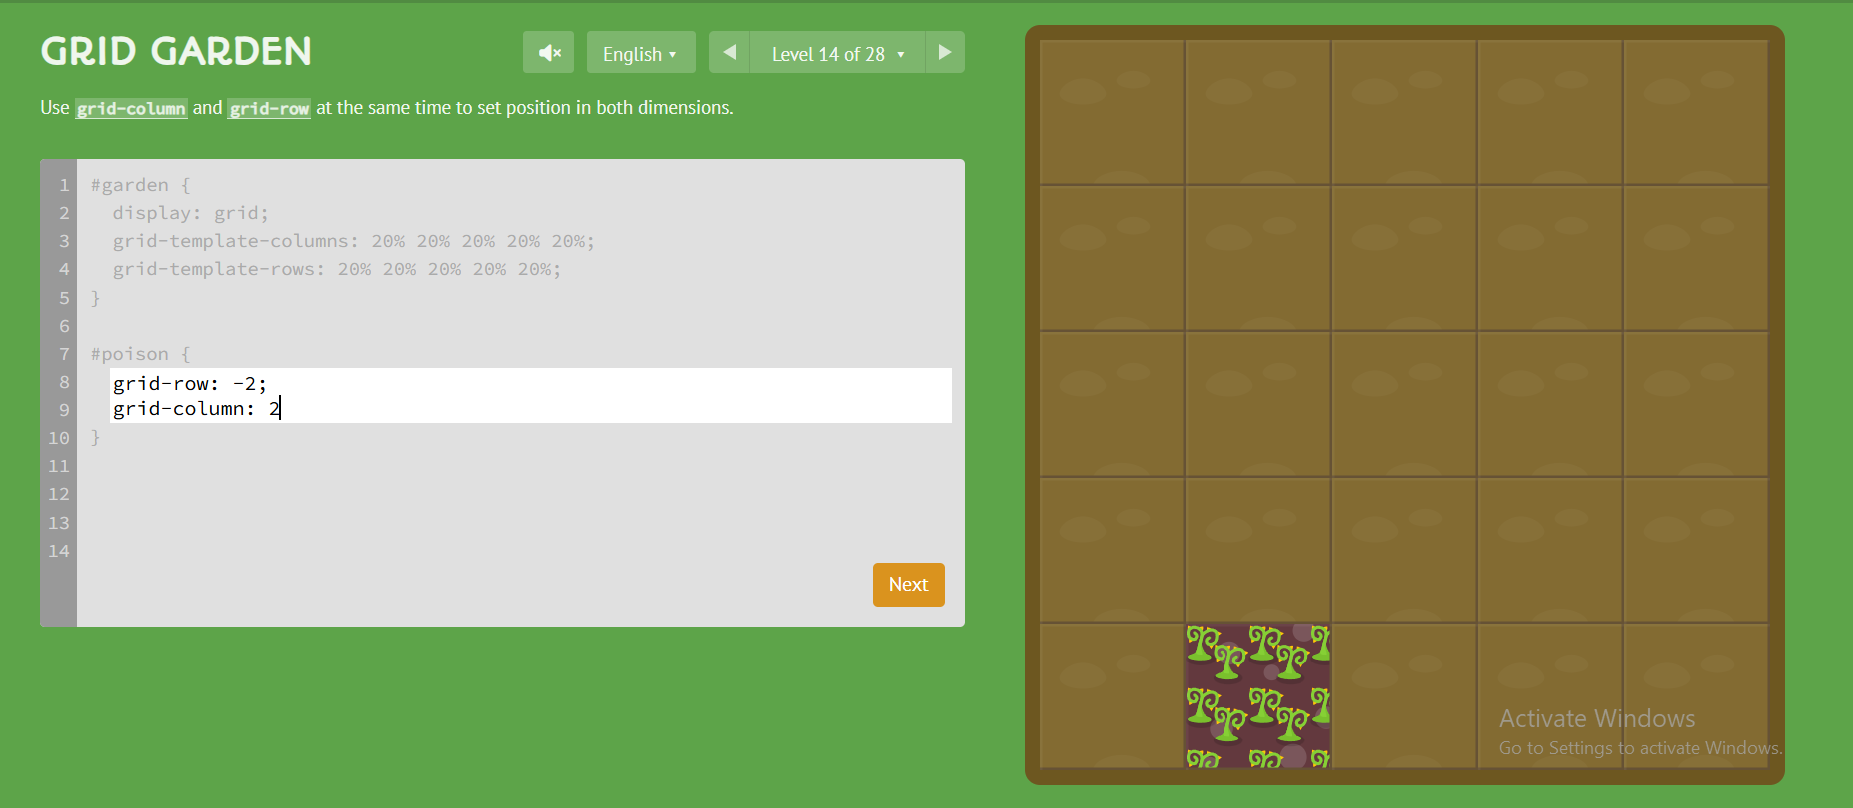 GRID GARDEN
English ▾
Level 14 of 28 ▾
Use grid-column and grid-row at the same time to set position in both dimensions.
1 #garden {
2 display: grid;
3 grid-template-columns: 20% 20% 20% 20% 20%;
4 grid-template-rows: 20% 20% 20% 20% 20%;
5 }
6
7 #poison {
8 grid-row: -2;
9 grid-column: 2
10 }
11
12
13
14
Next
Activate Windows
Go to Settings to activate Windows.